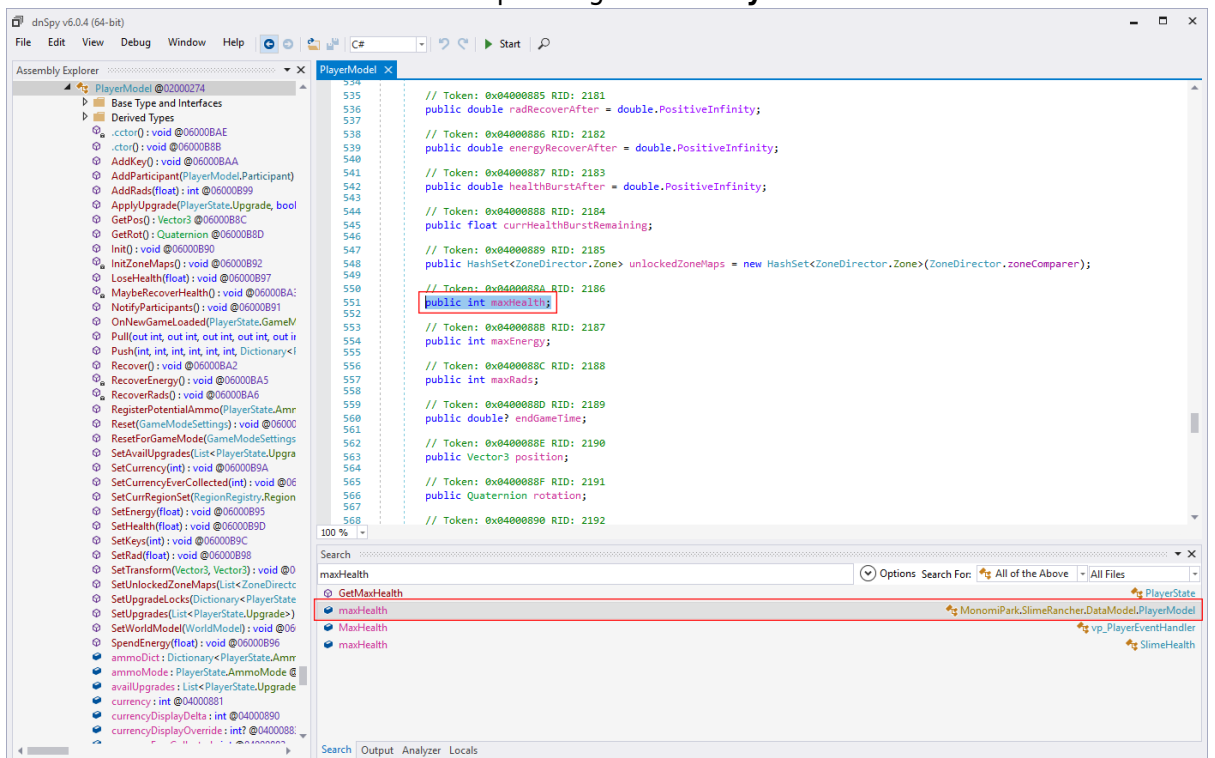 dnSpy v6.0.4 (64-bit)
File Edit View Debug Window Help C# Start
Assembly Explorer
PlayerModel @02000274
Base Type and Interfaces
Derived Types
.cctor() : void @06000BAE
.ctor() : void @06000B8B
AddKey() : void @06000BAA
AddParticipant(PlayerModel.Participant)
AddRads(float) : int @06000B99
ApplyUpgrade(PlayerState.Upgrade, bool
GetPos() : Vector3 @06000B8C
GetRot() : Quaternion @06000B8D
Init() : void @06000B90
InitZoneMaps() : void @06000B92
LoseHealth(float) : void @06000B97
MaybeRecoverHealth() : void @06000BA
NotifyParticipants() : void @06000B91
OnNewGameLoaded(PlayerState.GameM
Pull(out int, out int, out int, out int, out in
Push(int, int, int, int, int, int, Dictionary<
Recover() : void @06000BA2
RecoverEnergy() : void @06000BA5
RecoverRads() : void @06000BA6
RegisterPotentialAmmo(PlayerState.Amm
Reset(GameModeSettings) : void @06000
ResetForGameMode(GameModeSettings
SetAvailUpgrades(List<PlayerState.Upgra
SetCurrency(int) : void @06000B9A
SetCurrencyEverCollected(int) : void @06
SetCurrRegionSet(RegionRegistry.Region
SetEnergy(float) : void @06000B95
SetHealth(float) : void @06000B9D
SetKeys(int) : void @06000B9C
SetRad(float) : void @06000B98
SetTransform(Vector3, Vector3) : void @0
SetUnlockedZoneMaps(List<ZoneDirectc
SetUpgradeLocks(Dictionary<PlayerState
SetUpgrades(List<PlayerState.Upgrade>)
SetWorldModel(WorldModel) : void @06
SpendEnergy(float) : void @06000B96
ammoDict : Dictionary<PlayerState.Amm
ammoMode : PlayerState.AmmoMode @
availUpgrades : List<PlayerState.Upgrade
currency : int @04000881
currencyDisplayDelta : int @04000890
currencyDisplayOverride : int? @0400088
PlayerModel
534
535 // Token: 0x04000885 RID: 2181
536 public double radRecoverAfter = double.PositiveInfinity;
537
538 // Token: 0x04000886 RID: 2182
539 public double energyRecoverAfter = double.PositiveInfinity;
540
541 // Token: 0x04000887 RID: 2183
542 public double healthBurstAfter = double.PositiveInfinity;
543
544 // Token: 0x04000888 RID: 2184
545 public float currHealthBurstRemaining;
546
547 // Token: 0x04000889 RID: 2185
548 public HashSet<ZoneDirector.Zone> unlockedZoneMaps = new HashSet<ZoneDirector.Zone>(ZoneDirector.zoneComparer);
549
550 // Token: 0x0400088A RID: 2186
551 public int maxHealth;
552
553 // Token: 0x0400088B RID: 2187
554 public int maxEnergy;
555
556 // Token: 0x0400088C RID: 2188
557 public int maxRads;
558
559 // Token: 0x0400088D RID: 2189
560 public double? endGameTime;
561
562 // Token: 0x0400088E RID: 2190
563 public Vector3 position;
564
565 // Token: 0x0400088F RID: 2191
566 public Quaternion rotation;
567
568 // Token: 0x04000890 RID: 2192
100 %
Search
maxHealth Options Search For: All of the Above All Files
GetMaxHealth PlayerState
maxHealth MonomiPark.SlimeRancher.DataModel.PlayerModel
MaxHealth vp_PlayerEventHandler
maxHealth SlimeHealth
Search Output Analyzer Locals